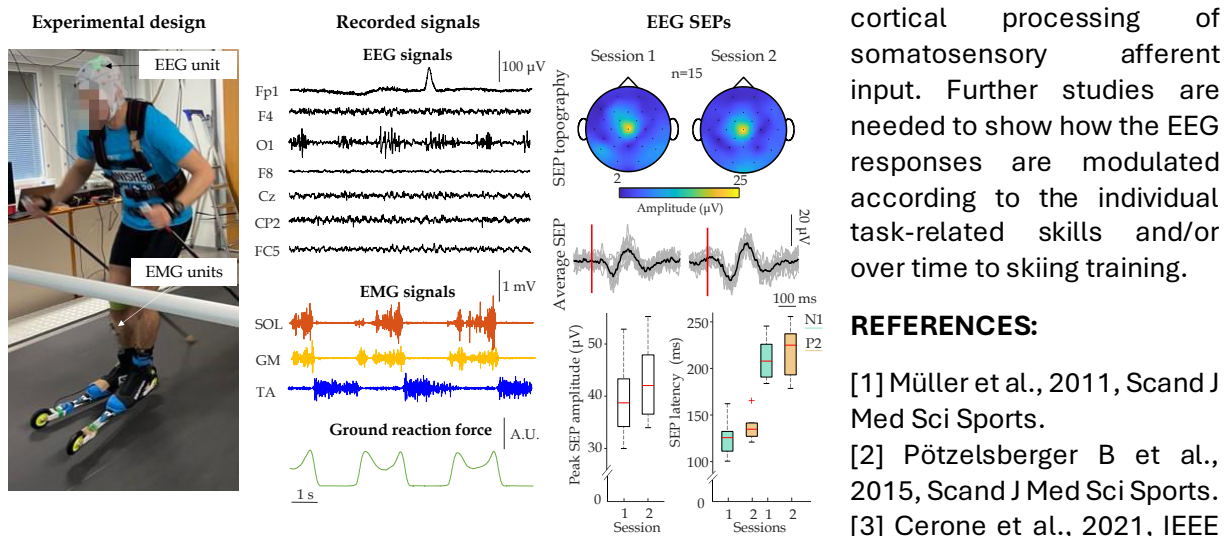 Experimental design
EEG unit
EMG units
Recorded signals
EEG signals
100 µV
Fp1
F4
O1
F8
Cz
CP2
FC5
EMG signals
1 mV
SOL
GM
TA
Ground reaction force
A.U.
1 s
EEG SEPs
Session 1
Session 2
n=15
SEP topography
2
25
Amplitude (µV)
Average SEP
20 µV
100 ms
N1
P2
Peak SEP amplitude (µV)
50
40
30
0
1 2
Session
SEP latency (ms)
250
200
150
100
0
1 2 1 2
Sessions
cortical processing of
somatosensory afferent
input. Further studies are
needed to show how the EEG
responses are modulated
according to the individual
task-related skills and/or
over time to skiing training.
REFERENCES:
[1] Müller et al., 2011, Scand J
Med Sci Sports.
[2] Pötzelsberger B et al.,
2015, Scand J Med Sci Sports.
[3] Cerone et al., 2021, IEEE